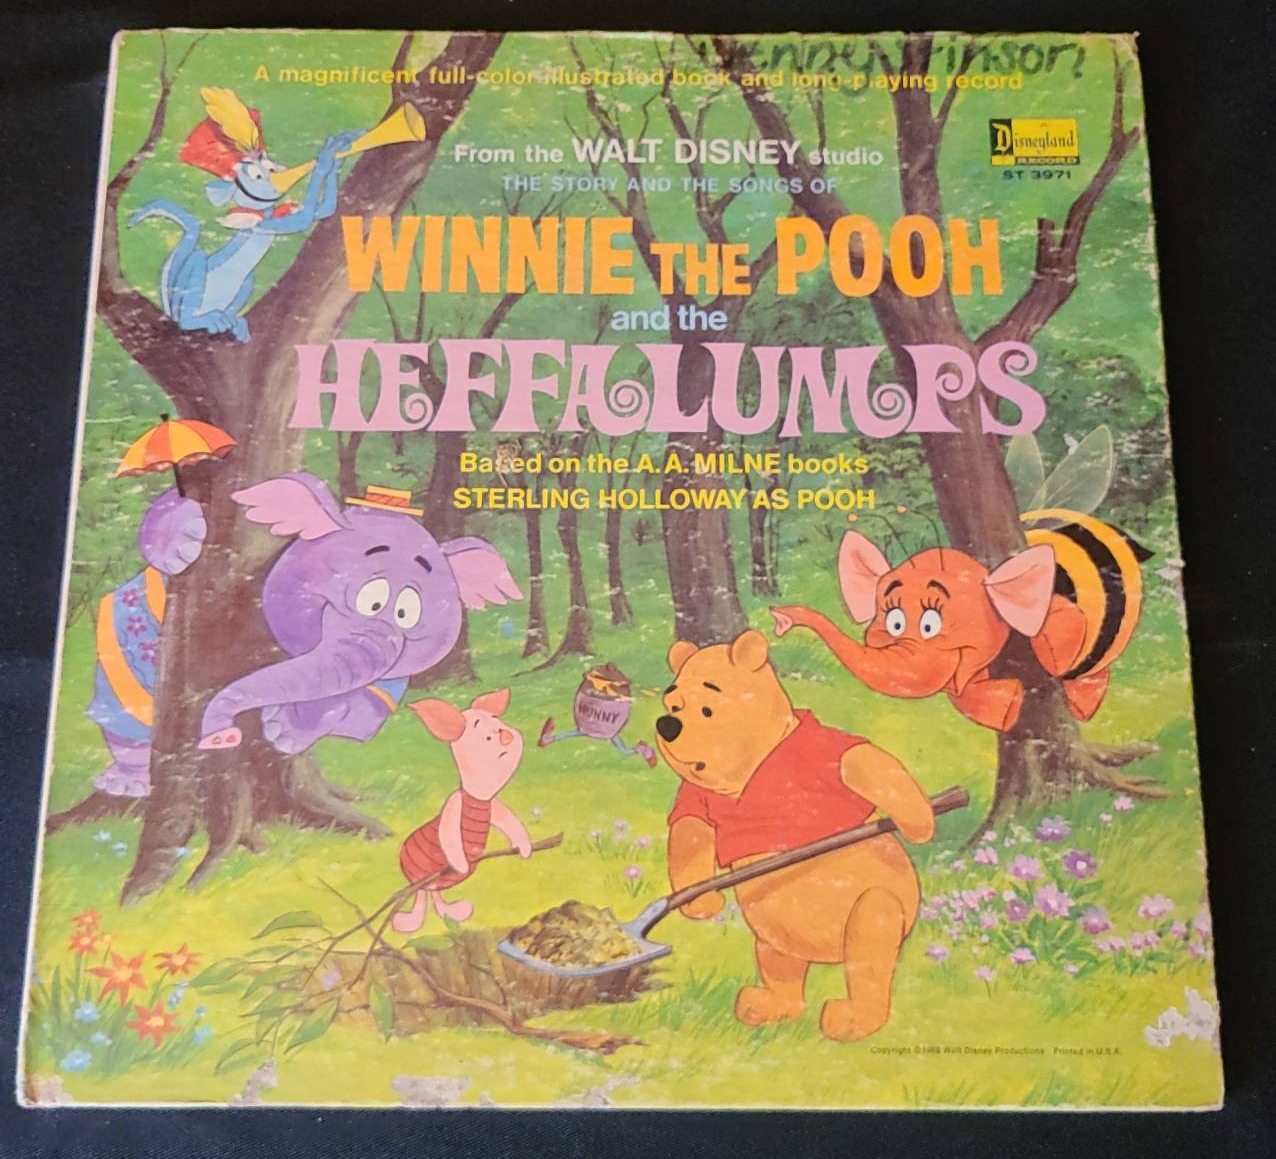 A magnificent full-color illustrated book and long-playing record
Disneyland
RECORD
ST 3971
From the WALT DISNEY studio
THE STORY AND THE SONGS OF
WINNIE THE POOH
and the
HEFFALUMPS
Based on the A. A. MILNE books
STERLING HOLLOWAY AS POOH
HUNNY
Copyright ©1968 Walt Disney Productions Printed in U.S.A.